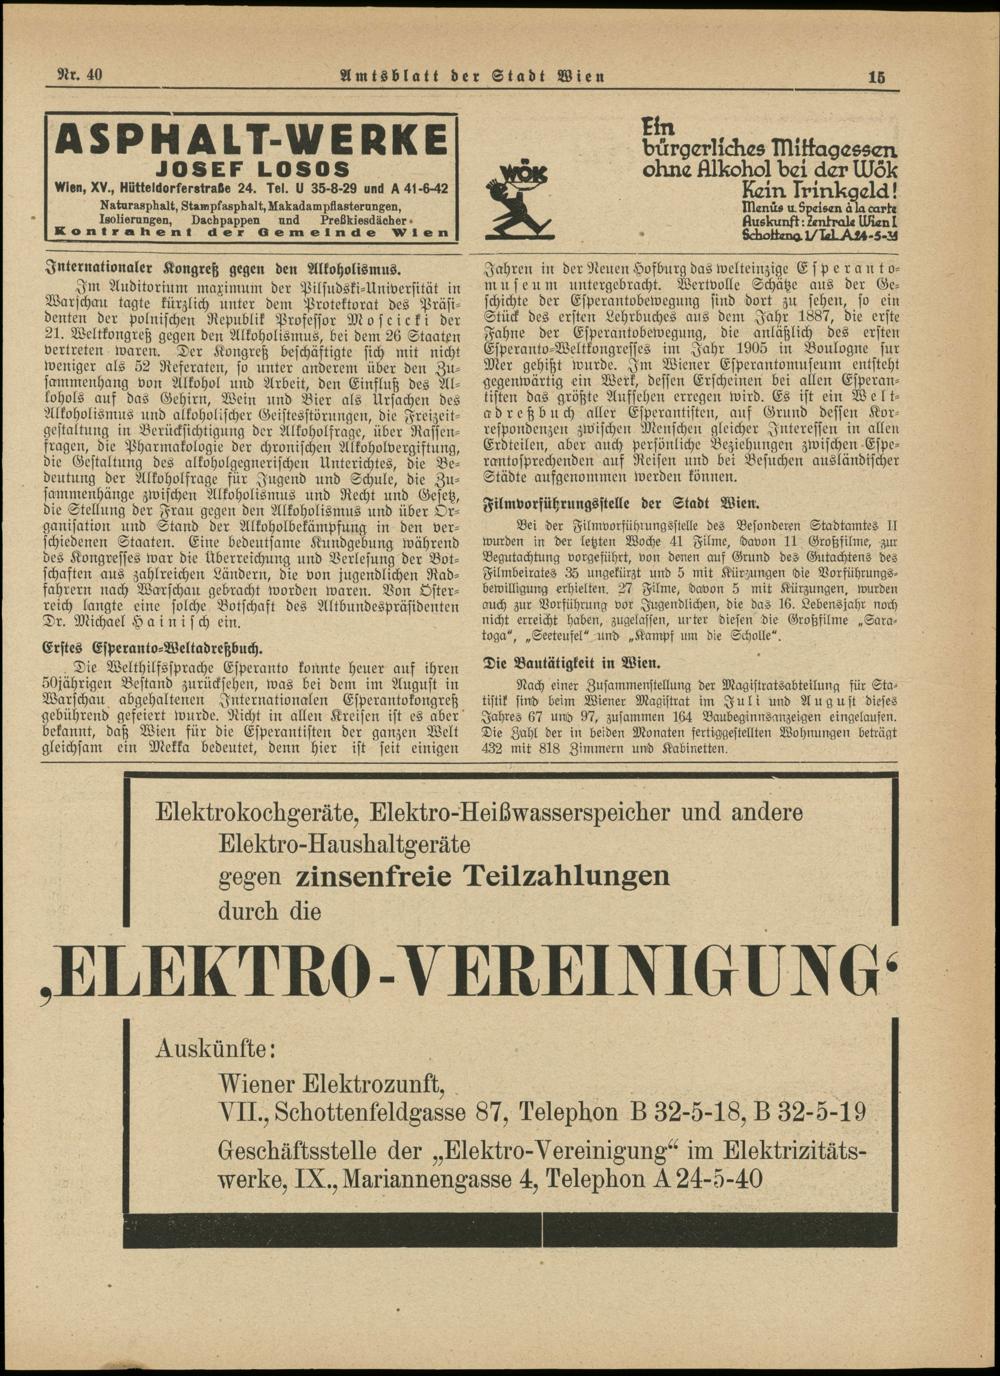 Nr. 40
Amtsblatt der Stadt Wien
15
ASPHALT-WERKE
JOSEF LOSOS
Wien, XV., Hütteldorferstraße 24. Tel. U 35-8-29 und A 41-6-42
Naturasphalt, Stampfasphalt, Makadampflasterungen,
Isolierungen, Dachpappen und Preßkiesdächer
Kontrahent der Gemeinde Wien
WÖK
Ein
bürgerliches Mittagessen
ohne Alkohol bei der Wök
Kein Trinkgeld!
Menüs u. Speisen à la carte
Auskunft: Zentrale Wien I
Schotteng. 1/ Tel. A 24-5-31
Internationaler Kongreß gegen den Alkoholismus.
Im Auditorium maximum der Pilsudski-Universität in
Warschau tagte kürzlich unter dem Protektorat des Präsi-
denten der polnischen Republik Professor Moscicki der
21. Weltkongreß gegen den Alkoholismus, bei dem 26 Staaten
vertreten waren. Der Kongreß beschäftigte sich mit nicht
weniger als 52 Referaten, so unter anderem über den Zu-
sammenhang von Alkohol und Arbeit, den Einfluß des Al-
kohols auf das Gehirn, Wein und Bier als Ursachen des
Alkoholismus und alkoholischer Geistesstörungen, die Freizeit-
gestaltung in Berücksichtigung der Alkoholfrage, über Rassen-
fragen, die Pharmakologie der chronischen Alkoholvergiftung,
die Gestaltung des alkoholgegnerischen Unterichtes, die Be-
deutung der Alkoholfrage für Jugend und Schule, die Zu-
sammenhänge zwischen Alkoholismus und Recht und Gesetz,
die Stellung der Frau gegen den Alkoholismus und über Or-
ganisation und Stand der Alkoholbekämpfung in den ver-
schiedenen Staaten. Eine bedeutsame Kundgebung während
des Kongresses war die Überreichung und Verlesung der Bot-
schaften aus zahlreichen Ländern, die von jugendlichen Rad-
fahrern nach Warschau gebracht worden waren. Von Öster-
reich langte eine solche Botschaft des Altbundespräsidenten
Dr. Michael Hainisch ein.
Erstes Esperanto-Weltadreßbuch.
Die Welthilfssprache Esperanto konnte heuer auf ihren
50jährigen Bestand zurücksehen, was bei dem im August in
Warschau abgehaltenen Internationalen Esperantokongreß
gebührend gefeiert wurde. Nicht in allen Kreisen ist es aber
bekannt, daß Wien für die Esperantisten der ganzen Welt
gleichsam ein Mekka bedeutet, denn hier ist seit einigen
Jahren in der Neuen Hofburg das welteinzige Esperanto-
museum untergebracht. Wertvolle Schätze aus der Ge-
schichte der Esperantobewegung sind dort zu sehen, so ein
Stück des ersten Lehrbuches aus dem Jahr 1887, die erste
Fahne der Esperantobewegung, die anläßlich des ersten
Esperanto-Weltkongresses im Jahr 1905 in Boulogne sur
Mer gehißt wurde. Im Wiener Esperantomuseum entsteht
gegenwärtig ein Werk, dessen Erscheinen bei allen Esperan-
tisten das größte Aufsehen erregen wird. Es ist ein Welt-
adreßbuch aller Esperantisten, auf Grund dessen Kor-
respondenzen zwischen Menschen gleicher Interessen in allen
Erdteilen, aber auch persönliche Beziehungen zwischen Espe-
rantosprechenden auf Reisen und bei Besuchen ausländischer
Städte aufgenommen werden können.
Filmvorführungsstelle der Stadt Wien.
Bei der Filmvorführungsstelle des Besonderen Stadtamtes II
wurden in der letzten Woche 41 Filme, davon 11 Großfilme, zur
Begutachtung vorgeführt, von denen auf Grund des Gutachtens des
Filmbeirates 35 ungekürzt und 5 mit Kürzungen die Vorführungs-
bewilligung erhielten. 27 Filme, davon 5 mit Kürzungen, wurden
auch zur Vorführung vor Jugendlichen, die das 16. Lebensjahr noch
nicht erreicht haben, zugelassen, unter diesen die Großfilme „Sara-
toga“, „Seeteufel“ und „Kampf um die Scholle“.
Die Bautätigkeit in Wien.
Nach einer Zusammenstellung der Magistratsabteilung für Sta-
tistik sind beim Wiener Magistrat im Juli und August dieses
Jahres 67 und 97, zusammen 164 Baubeginnsanzeigen eingelaufen.
Die Zahl der in beiden Monaten fertiggestellten Wohnungen beträgt
432 mit 818 Zimmern und Kabinetten.
Elektrokochgeräte, Elektro-Heißwasserspeicher und andere
Elektro-Haushaltgeräte
gegen zinsenfreie Teilzahlungen
durch die
‚ELEKTRO-VEREINIGUNG‘
Auskünfte:
Wiener Elektrozunft,
VII., Schottenfeldgasse 87, Telephon B 32-5-18, B 32-5-19
Geschäftsstelle der „Elektro-Vereinigung“ im Elektrizitäts-
werke, IX., Mariannengasse 4, Telephon A 24-5-40